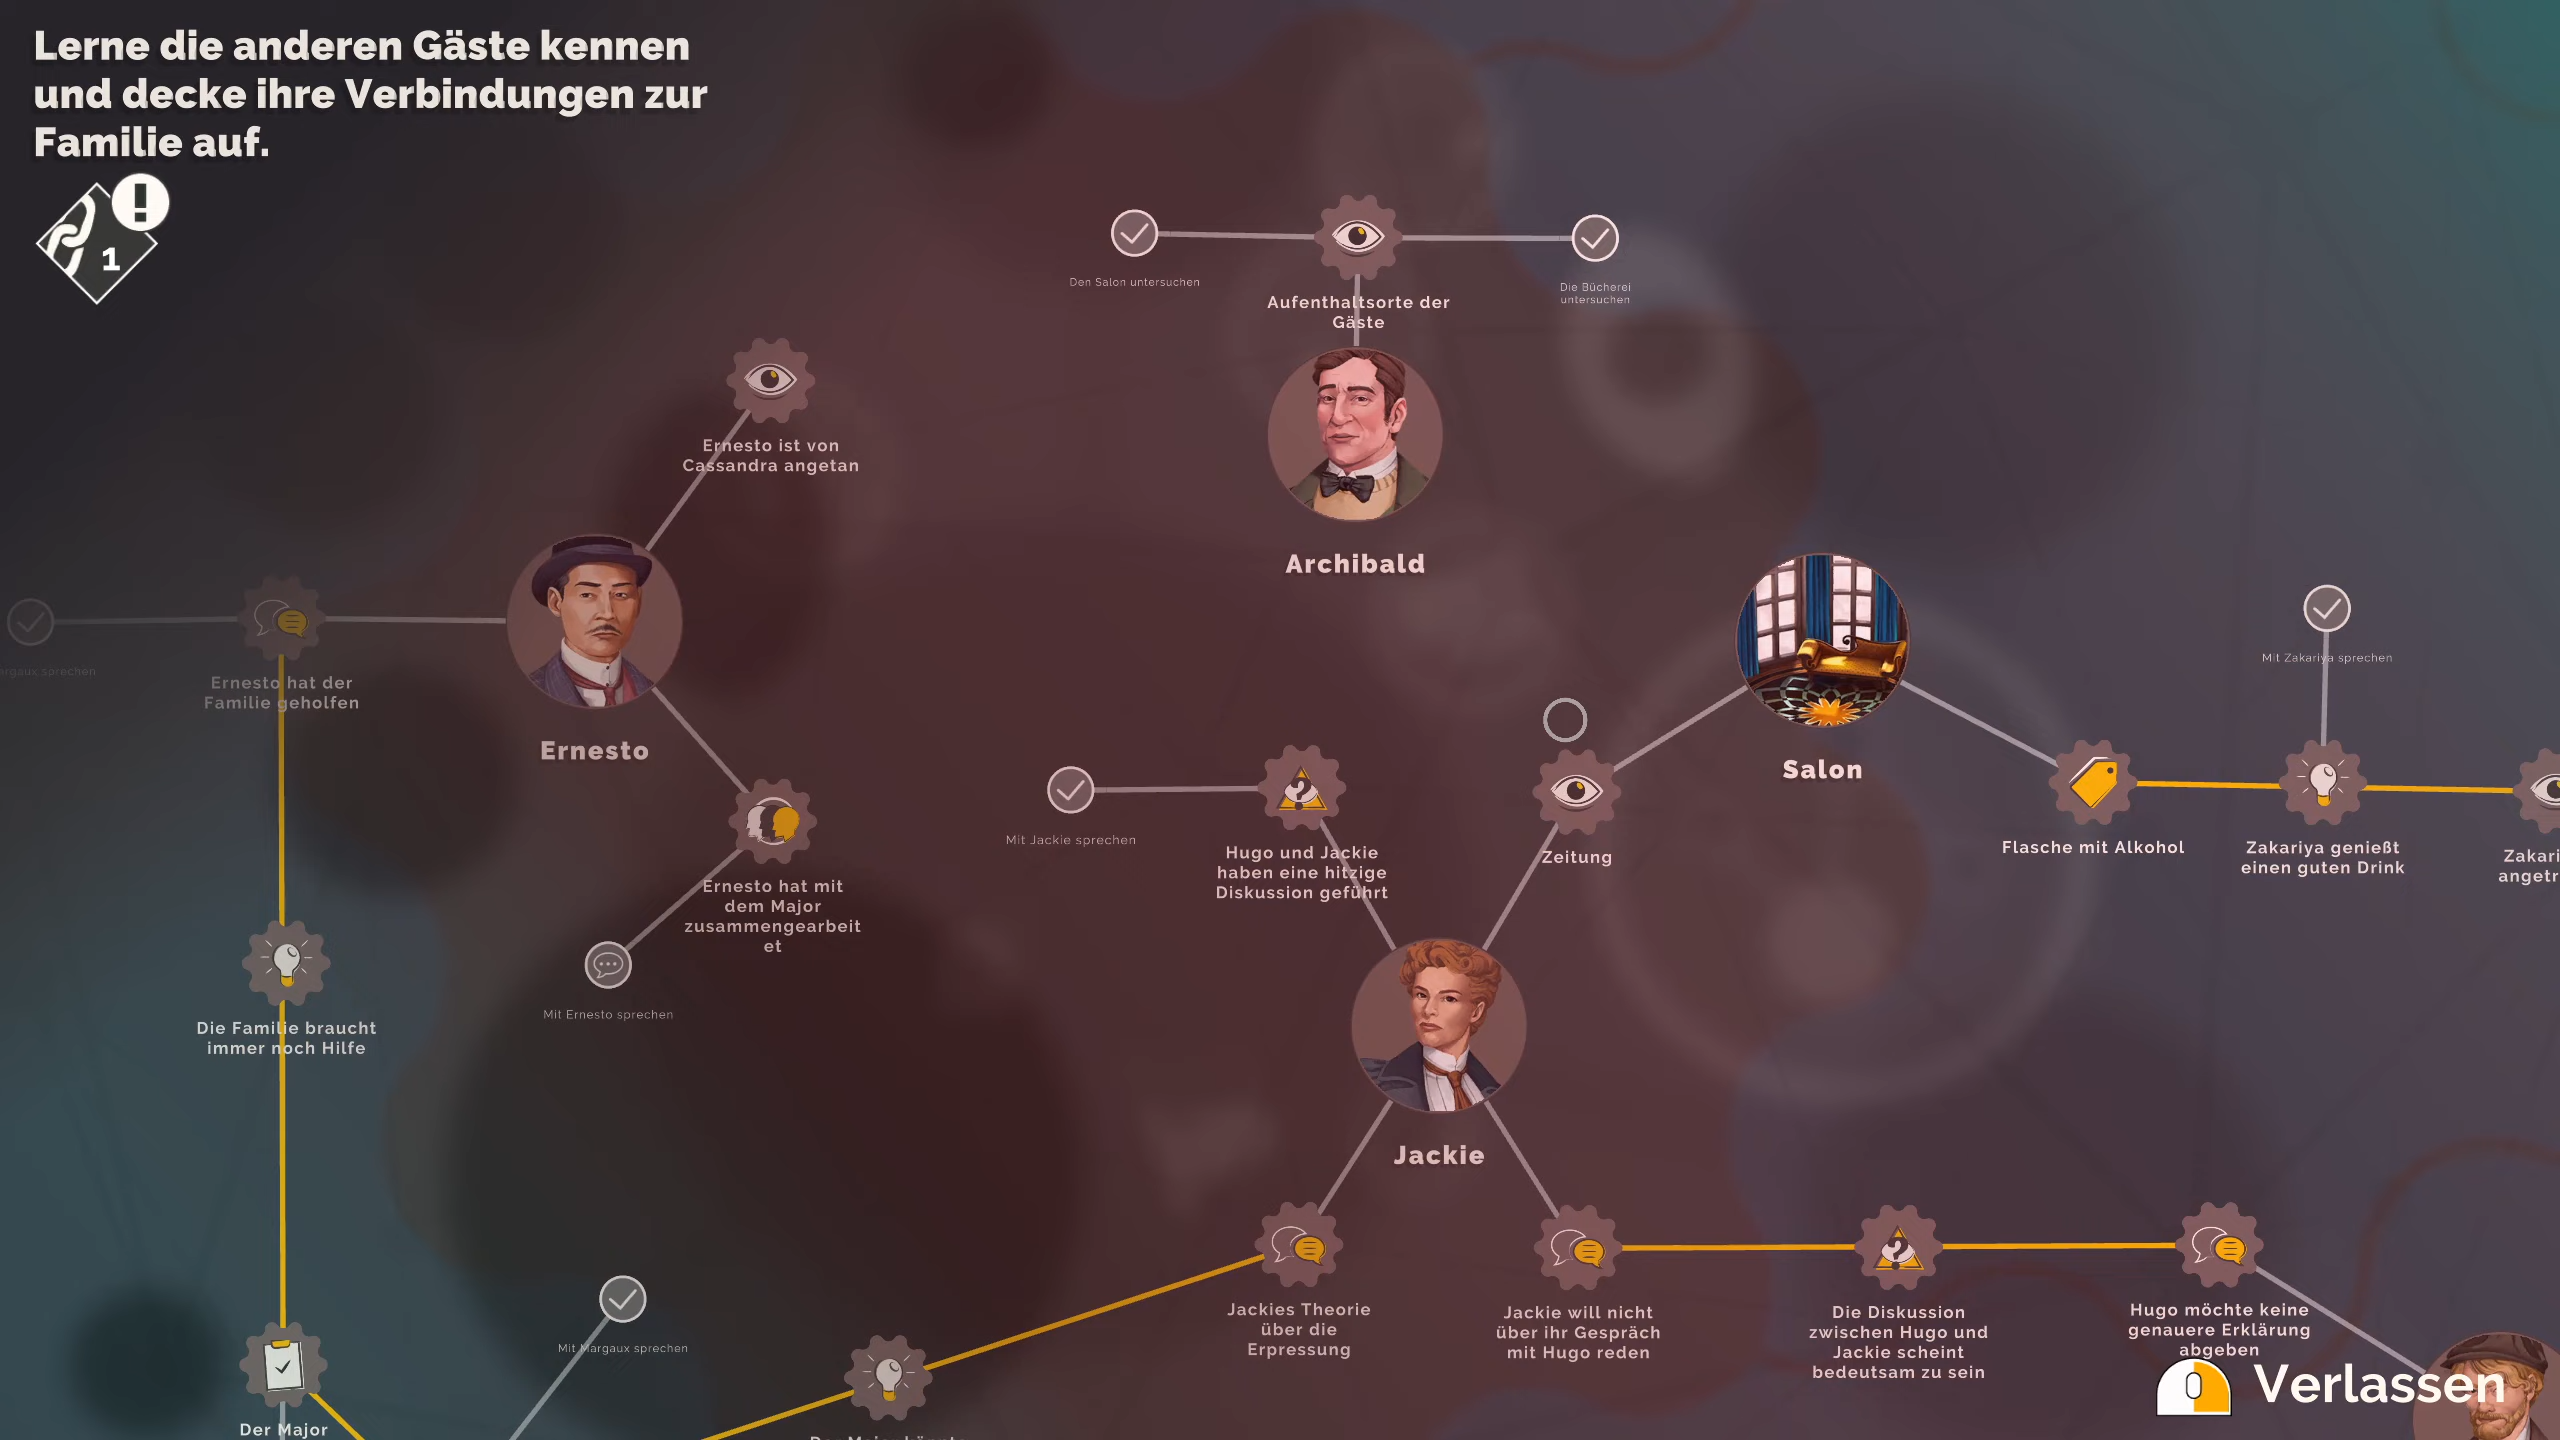 Lerne die anderen Gäste kennen
und decke ihre Verbindungen zur
Familie auf.
1
Den Salon untersuchen
Aufenthaltsorte der
Gäste
Die Bücherei
untersuchen
Ernesto ist von
Cassandra angetan
Archibald
Mit Zakariya sprechen
sprechen
Ernesto hat der
Familie geholfen
Ernesto
Salon
Mit Jackie sprechen
Hugo und Jackie
haben eine hitzige
Diskussion geführt
Zeitung
Flasche mit Alkohol
Zakariya genießt
einen guten Drink
Ernesto hat mit
dem Major
zusammengearbeit
et
Mit Ernesto sprechen
Die Familie braucht
immer noch Hilfe
Jackie
Jackies Theorie
über die
Erpressung
Jackie will nicht
über ihr Gespräch
mit Hugo reden
Die Diskussion
zwischen Hugo und
Jackie scheint
bedeutsam zu sein
Hugo möchte keine
genauere Erklärung
abgeben
Mit Margaux sprechen
Der Major
Verlassen